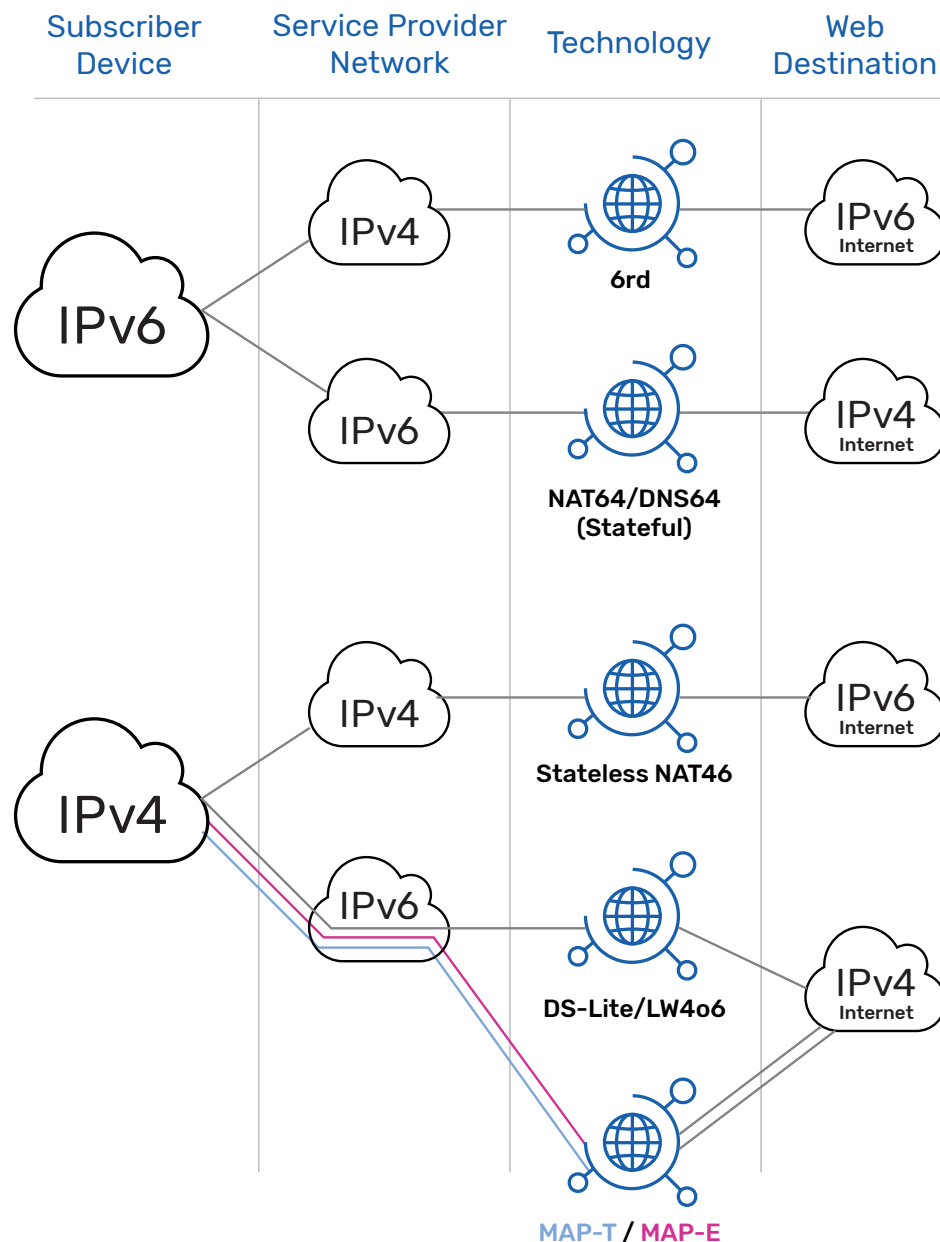 Subscriber
Device
Service Provider
Network
Technology
Web
Destination
IPv6
IPv4
6rd
IPv6
Internet
IPv6
NAT64/DNS64
(Stateful)
IPv4
Internet
IPv4
IPv4
Stateless NAT46
IPv6
Internet
IPv6
DS-Lite/LW4o6
IPv4
Internet
MAP-T / MAP-E